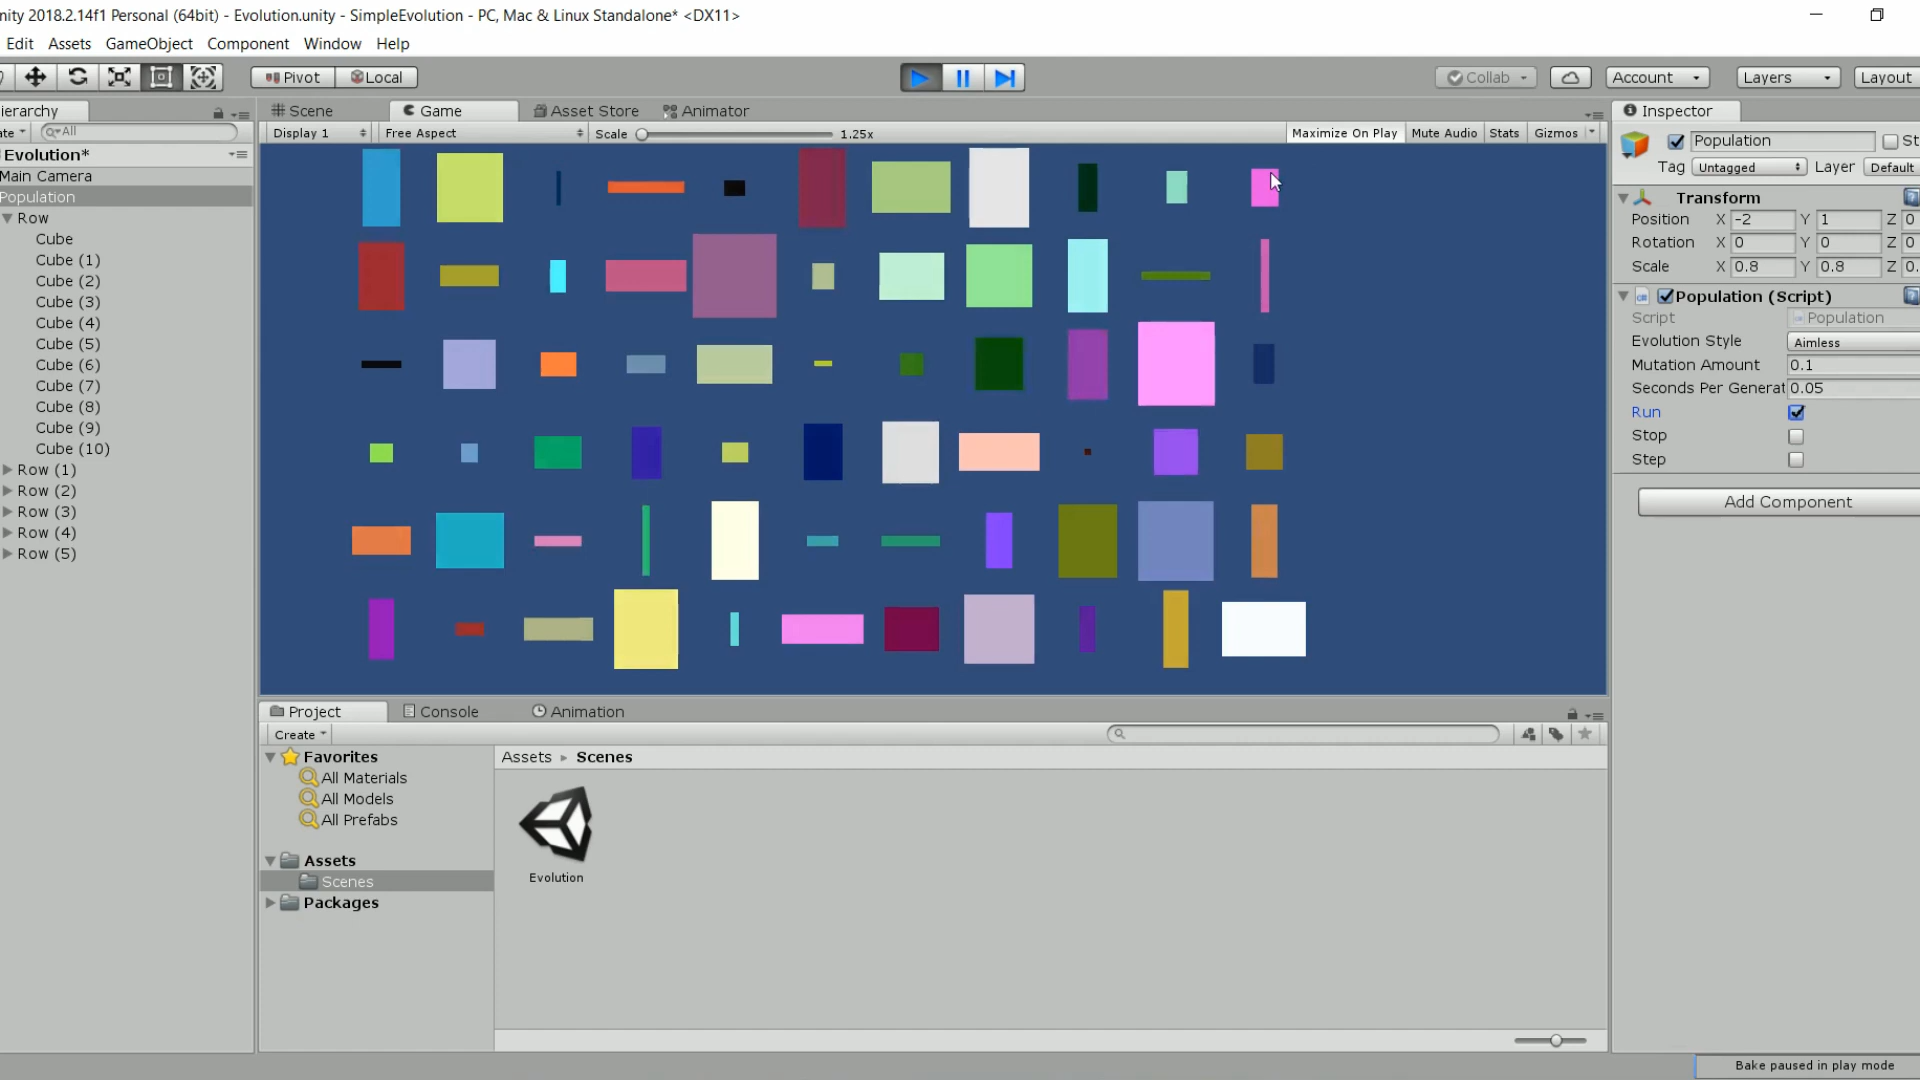 nity 2018.2.14f1 Personal (64bit) - Evolution.unity - SimpleEvolution - PC, Mac & Linux Standalone* <DX11>
Edit Assets GameObject Component Window Help
Pivot Local Collab Account Layers Layout
ierarchy
ate All
Evolution*
Main Camera
Population
Row
Cube
Cube (1)
Cube (2)
Cube (3)
Cube (4)
Cube (5)
Cube (6)
Cube (7)
Cube (8)
Cube (9)
Cube (10)
Row (1)
Row (2)
Row (3)
Row (4)
Row (5)
Scene Game Asset Store Animator
Display 1 Free Aspect Scale 1.25x Maximize On Play Mute Audio Stats Gizmos
Inspector
Population St
Tag Untagged Layer Default
Transform
Position X -2 Y 1 Z 0
Rotation X 0 Y 0 Z 0
Scale X 0.8 Y 0.8 Z 0.
Population (Script)
Script Population
Evolution Style Aimless
Mutation Amount 0.1
Seconds Per Generat 0.05
Run
Stop
Step
Add Component
Project Console Animation
Create
Favorites
All Materials
All Models
All Prefabs
Assets
Scenes
Packages
Assets Scenes
Evolution
Bake paused in play mode